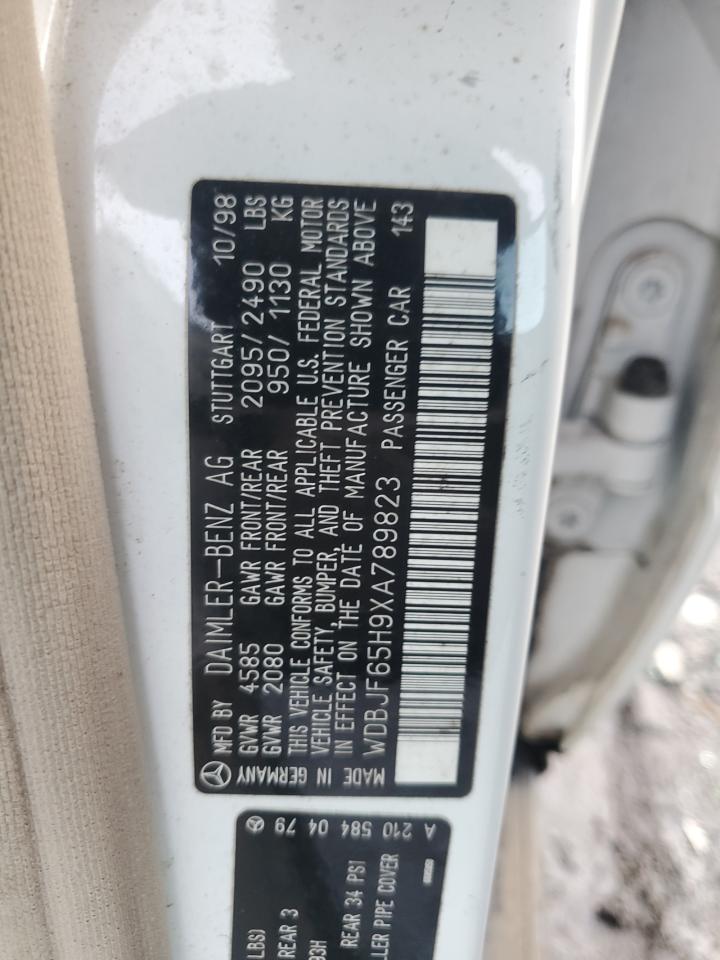 MFD BY DAIMLER-BENZ AG STUTTGART 10/98
GVWR 4585 GAWR FRONT/REAR 2095/2490 LBS
GVWR 2080 GAWR FRONT/REAR 950/1130 KG
THIS VEHICLE CONFORMS TO ALL APPLICABLE U.S. FEDERAL MOTOR
VEHICLE SAFETY, BUMPER, AND THEFT PREVENTION STANDARDS
IN EFFECT ON THE DATE OF MANUFACTURE SHOWN ABOVE
WDBJF65H9XA789823 PASSENGER CAR 143
MADE IN GERMANY
A 210 584 04 79
LBS)
REAR 3
93H
REAR 34 PSI
LLER PIPE COVER